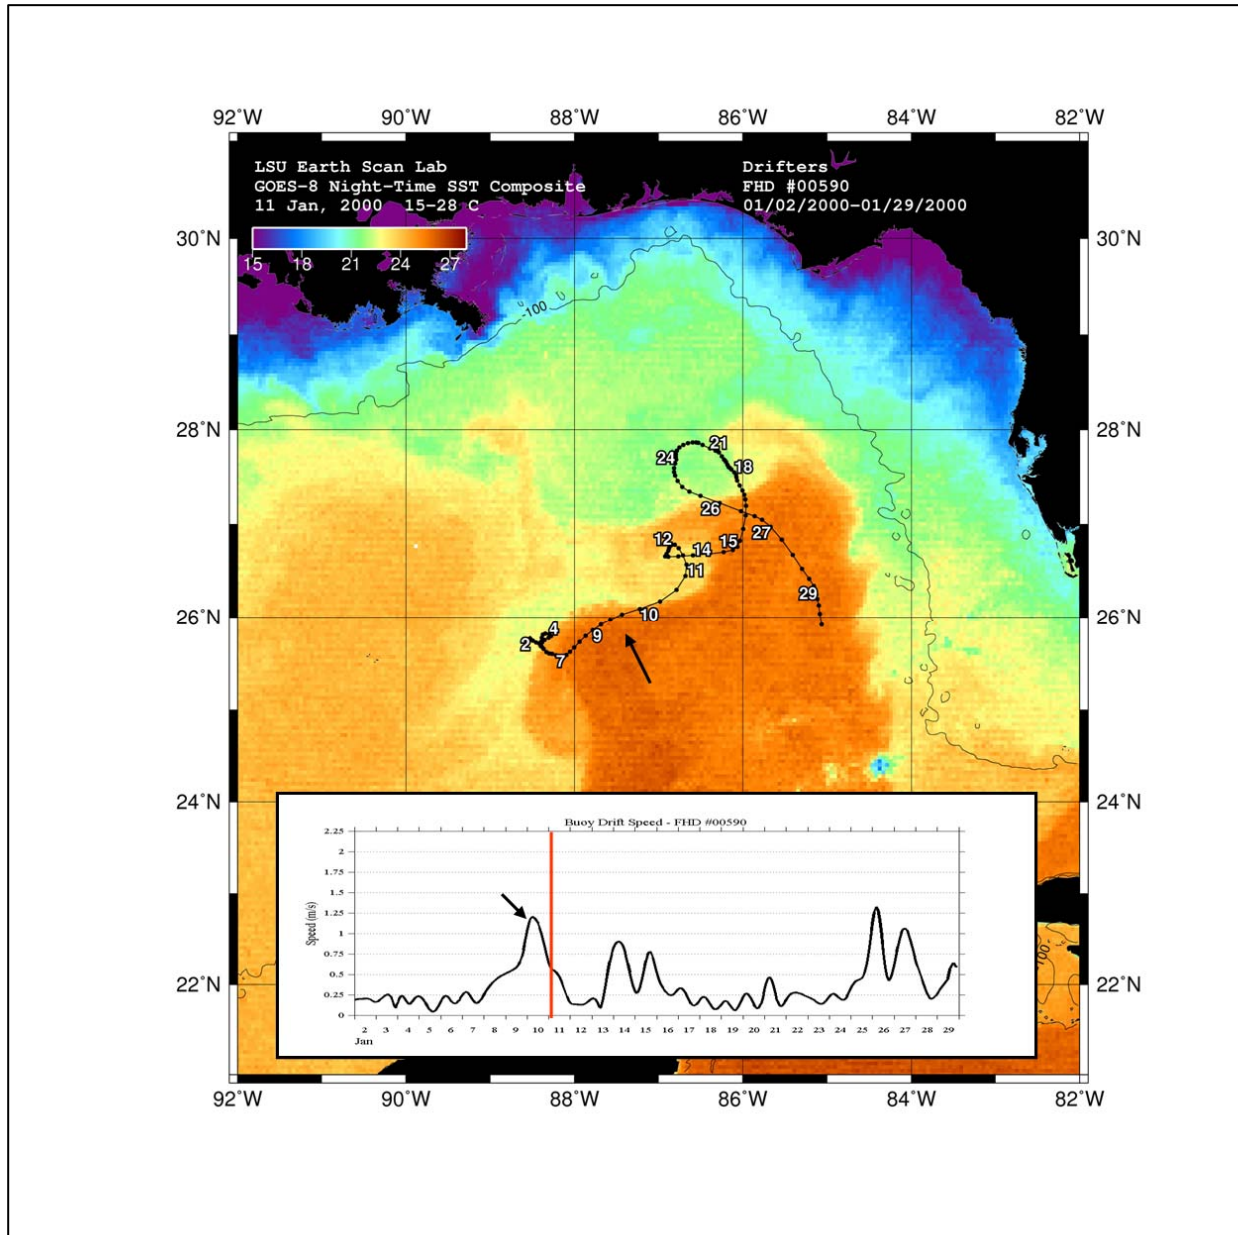 92°W 90°W 88°W 86°W 84°W 82°W
LSU Earth Scan Lab
GOES-8 Night-Time SST Composite
11 Jan, 2000 15-28 C
Drifters
FHD #00590
01/02/2000-01/29/2000
30°N 30°N
15 18 21 24 27
-100
28°N 28°N
21
24
18
26
27
12
14
15
11
29
26°N 26°N
10
4
2
9
7
24°N 24°N
Buoy Drift Speed - FHD #00590
2.25
2
1.75
1.5
1.25
1
0.75
0.5
0.25
0
Speed (m/s)
2 3 4 5 6 7 8 9 10 11 12 13 14 15 16 17 18 19 20 21 22 23 24 25 26 27 28 29
Jan
-100
22°N 22°N
92°W 90°W 88°W 86°W 84°W 82°W